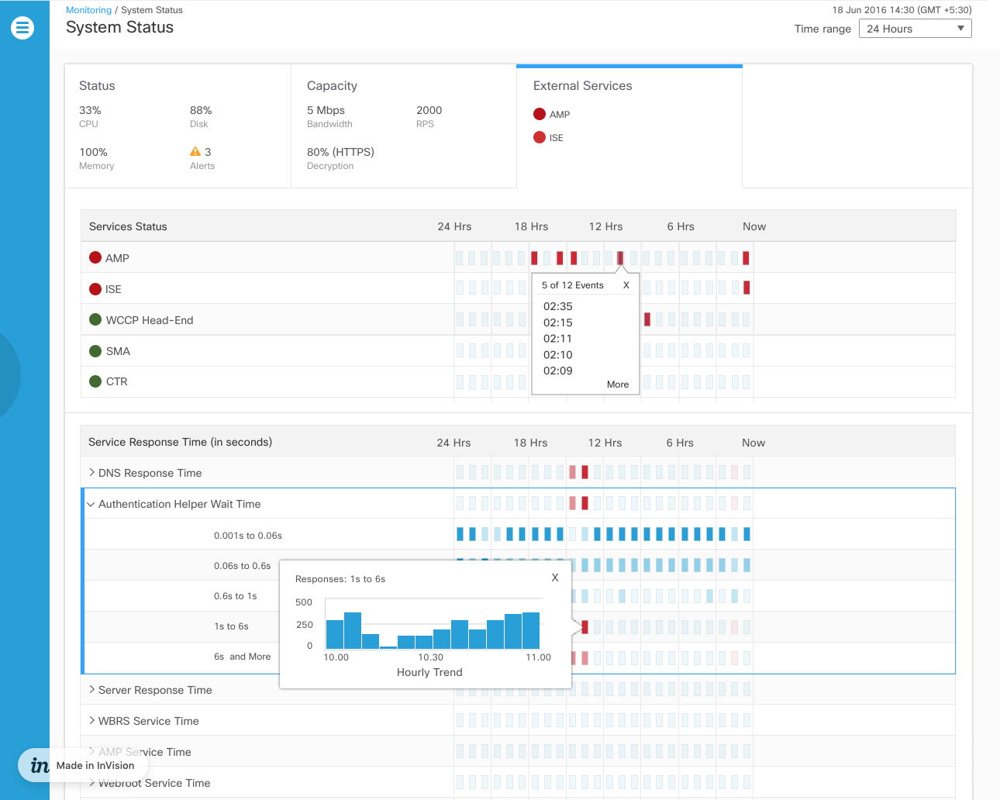 Monitoring / System Status
18 Jun 2016 14:30 (GMT +5:30)
System Status
Time range 24 Hours
Status
33% 88%
CPU Disk
100% 3
Memory Alerts
Capacity
5 Mbps 2000
Bandwidth RPS
80% (HTTPS)
Decryption
External Services
AMP
ISE
Services Status 24 Hrs 18 Hrs 12 Hrs 6 Hrs Now
AMP
ISE
WCCP Head-End
SMA
CTR
5 of 12 Events X
02:35
02:15
02:11
02:10
02:09
More
Service Response Time (in seconds) 24 Hrs 18 Hrs 12 Hrs 6 Hrs Now
DNS Response Time
Authentication Helper Wait Time
0.001s to 0.06s
0.06s to 0.6s
0.6s to 1s
1s to 6s
6s and More
Responses: 1s to 6s X
500
250
0
10.00 10.30 11.00
Hourly Trend
Server Response Time
WBRS Service Time
AMP Service Time
in Made in InVision
Webroot Service Time